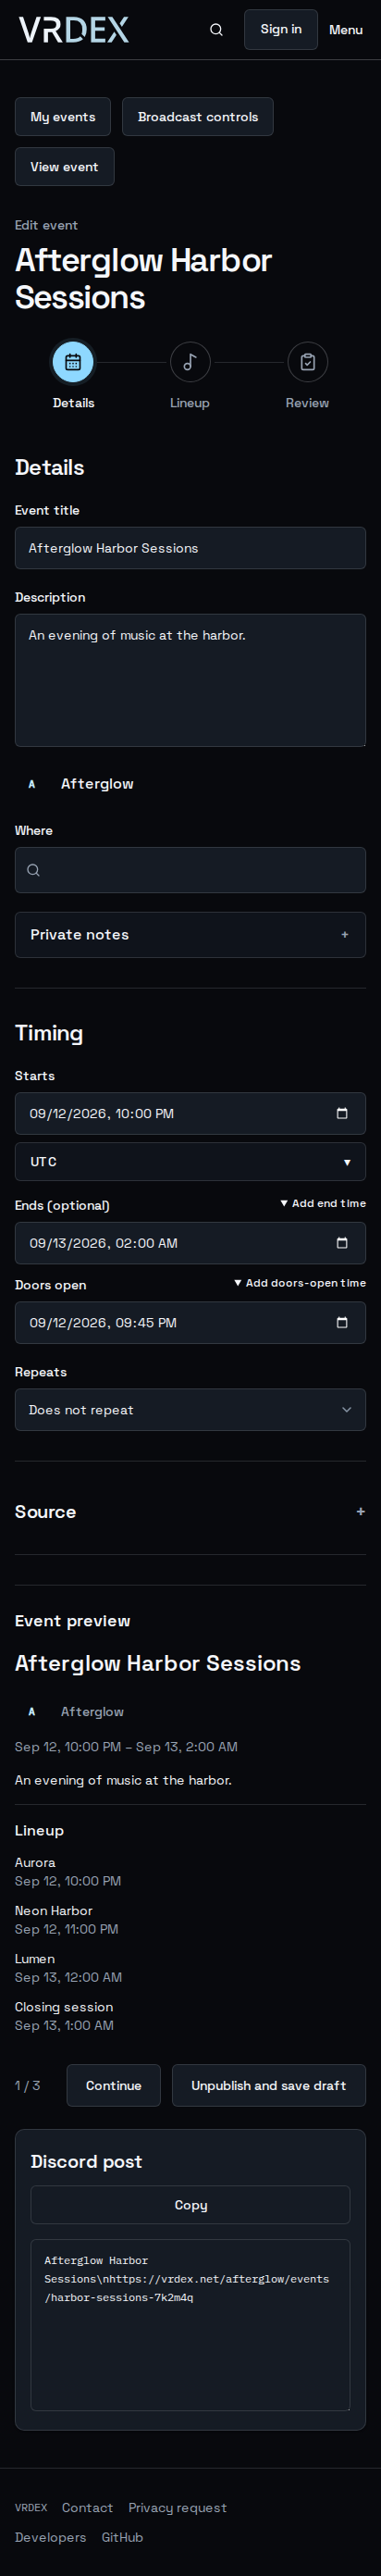 VRDEX
Sign in
Menu
My events
Broadcast controls
View event
Edit event
Afterglow Harbor
Sessions
Details
Lineup
Review
Details
Event title
Afterglow Harbor Sessions
Description
An evening of music at the harbor.
A
Afterglow
Where
Private notes
+
Timing
Starts
09/12/2026, 10:00 PM
UTC
Ends (optional)
▼ Add end time
09/13/2026, 02:00 AM
Doors open
▼ Add doors-open time
09/12/2026, 09:45 PM
Repeats
Does not repeat
Source
+
Event preview
Afterglow Harbor Sessions
A
Afterglow
Sep 12, 10:00 PM – Sep 13, 2:00 AM
An evening of music at the harbor.
Lineup
Aurora
Sep 12, 10:00 PM
Neon Harbor
Sep 12, 11:00 PM
Lumen
Sep 13, 12:00 AM
Closing session
Sep 13, 1:00 AM
1 / 3
Continue
Unpublish and save draft
Discord post
Copy
Afterglow Harbor
Sessions\nhttps://vrdex.net/afterglow/events
/harbor-sessions-7k2m4q
VRDEX
Contact
Privacy request
Developers
GitHub